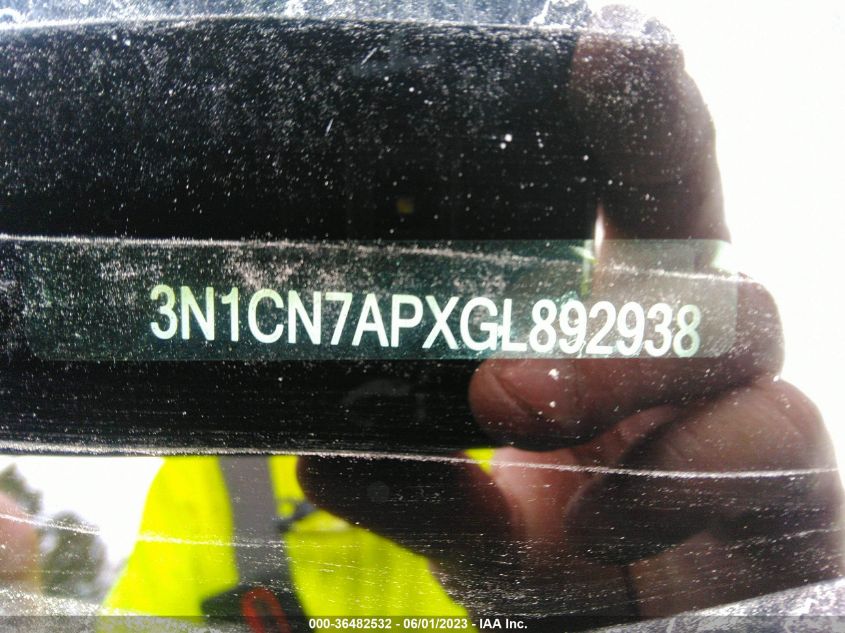 3N1CN7APXGL892938
000-36482532 - 06/01/2023 - IAA Inc.